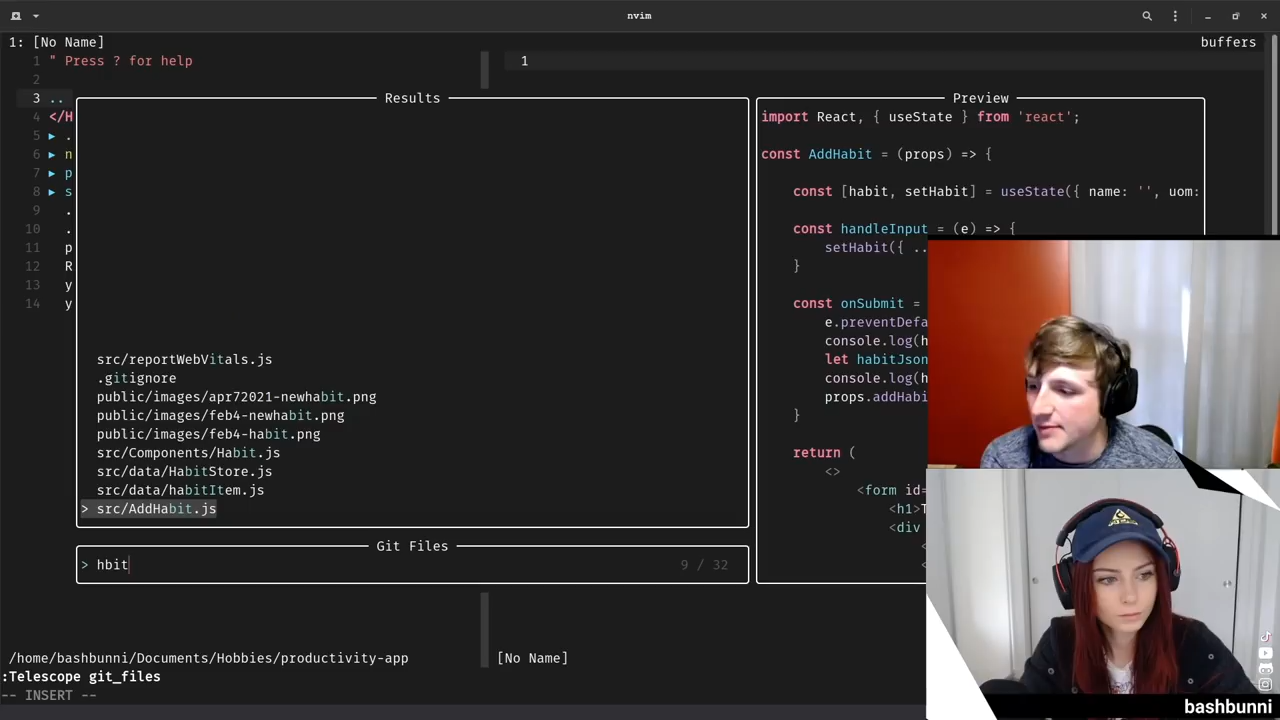 nvim
1: [No Name]
buffers
1 " Press ? for help
2
3 ..
4 </H
5 ▶ .
6 ▶ n
7 ▶ p
8 ▶ s
9 .
10 .
11 p
12 R
13 y
14 y
1
Results
src/reportWebVitals.js
.gitignore
public/images/apr72021-newhabit.png
public/images/feb4-newhabit.png
public/images/feb4-habit.png
src/Components/Habit.js
src/data/HabitStore.js
src/data/habitItem.js
> src/AddHabit.js
Git Files
> hbit
9 / 32
Preview
import React, { useState } from 'react';
const AddHabit = (props) => {
const [habit, setHabit] = useState({ name: '', uom:
const handleInput = (e) => {
setHabit({ ..
}
const onSubmit =
e.preventDefa
console.log(h
let habitJson
console.log(h
props.addHabi
}
return (
<>
<form id=
<h1>T
<div
<
<
/home/bashbunni/Documents/Hobbies/productivity-app
[No Name]
:Telescope git_files
-- INSERT --
bashbunni